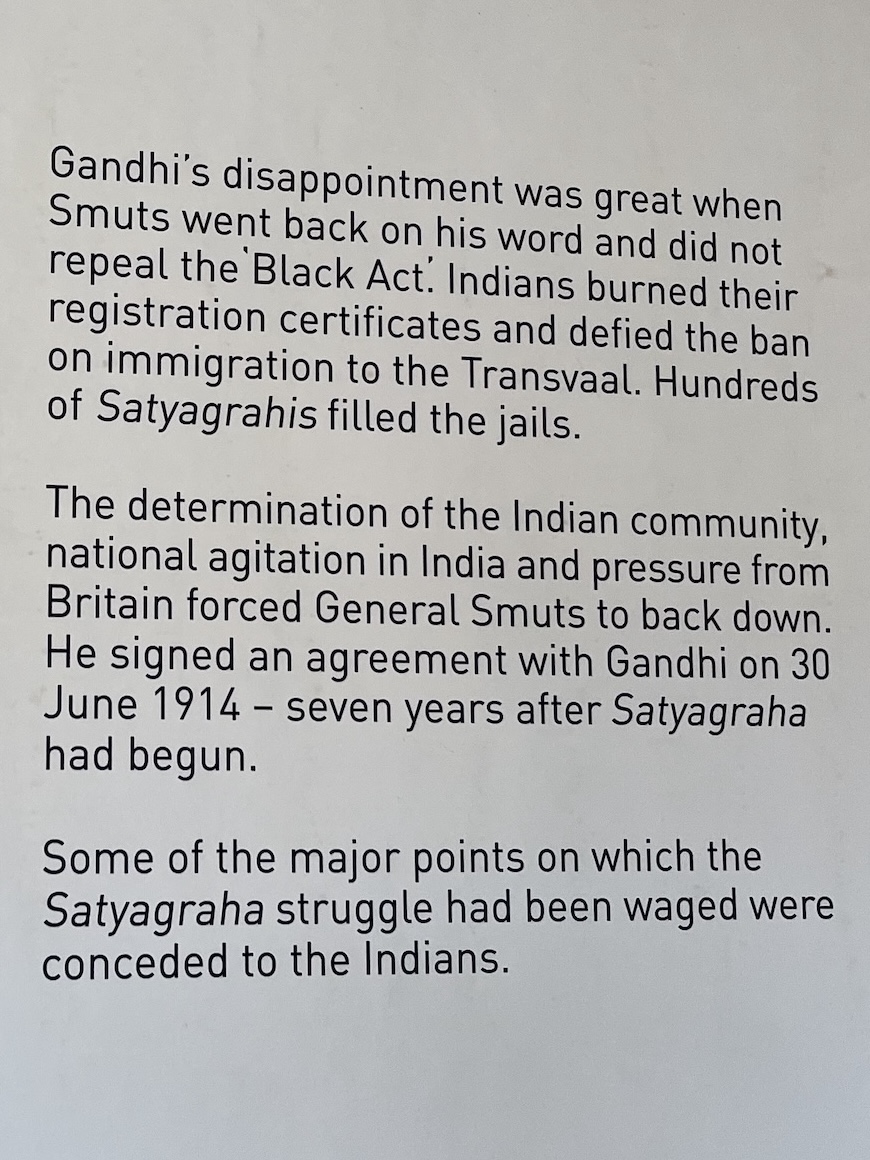 Gandhi's disappointment was great when
Smuts went back on his word and did not
repeal the 'Black Act'. Indians burned their
registration certificates and defied the ban
on immigration to the Transvaal. Hundreds
of Satyagrahis filled the jails.
The determination of the Indian community,
national agitation in India and pressure from
Britain forced General Smuts to back down.
He signed an agreement with Gandhi on 30
June 1914 – seven years after Satyagraha
had begun.
Some of the major points on which the
Satyagraha struggle had been waged were
conceded to the Indians.